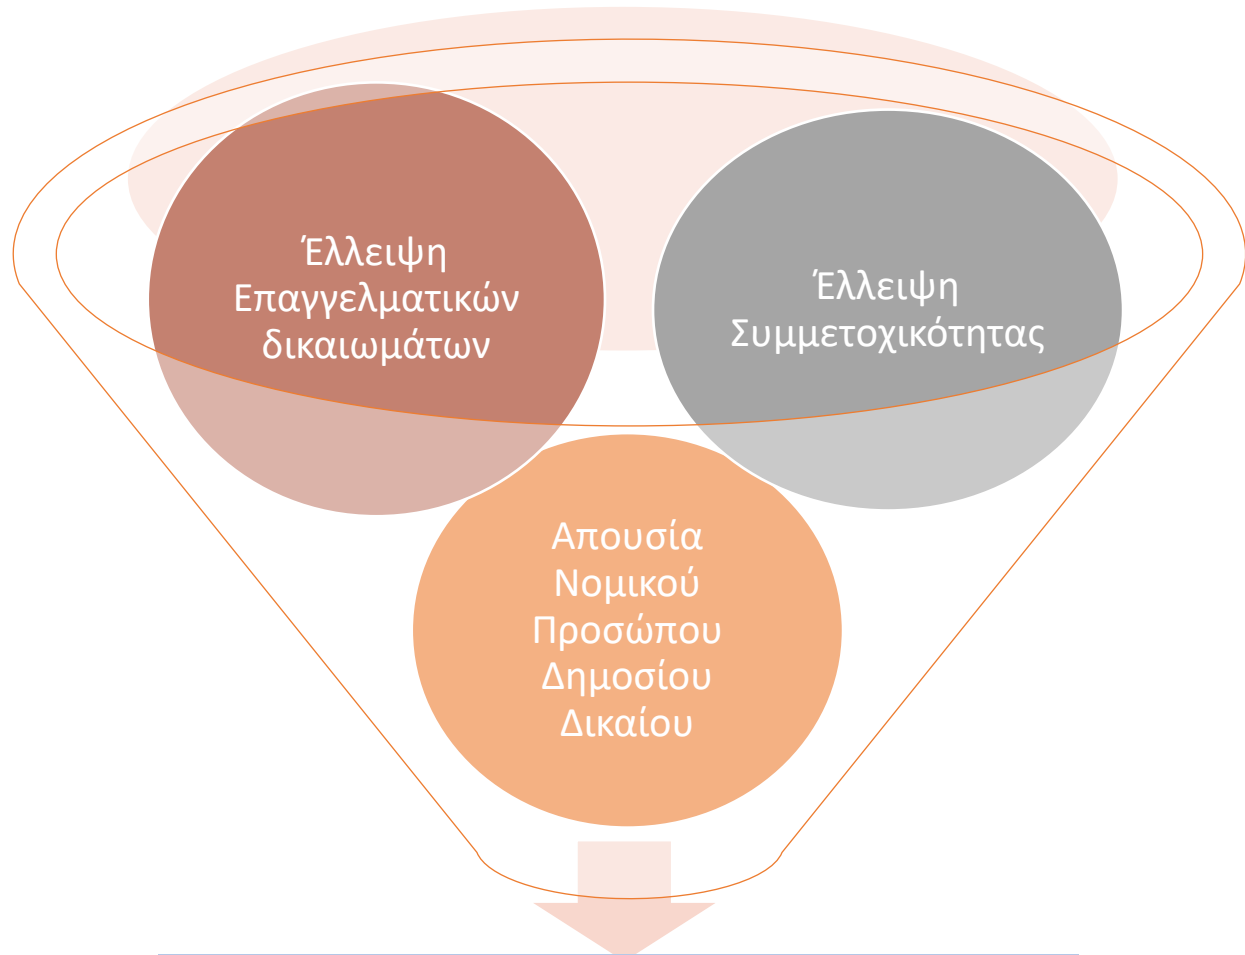 Έλλειψη
Επαγγελματικών
δικαιωμάτων
Έλλειψη
Συμμετοχικότητας
Απουσία
Νομικού
Προσώπου
Δημοσίου
Δικαίου